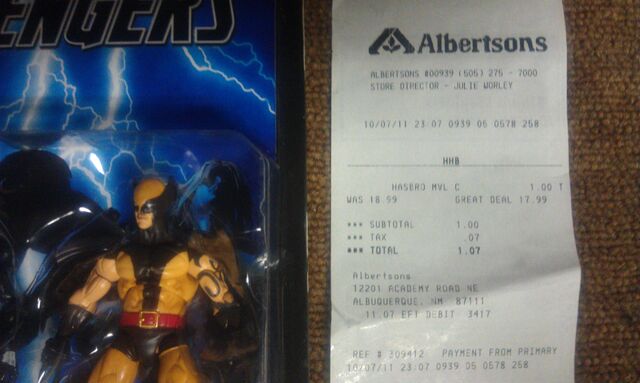 ENGERS
Albertsons
ALBERTSONS #00939 (505) 275 - 7000
STORE DIRECTOR - JULIE WORLEY
10/07/11 23 07 0939 06 0578 258
HHB
HASBRO MVL C 1.00 T
WAS 18.99 GREAT DEAL 17.99
*** SUBTOTAL 1.00
*** TAX .07
*** TOTAL 1.07
Albertsons
12201 ACADEMY ROAD NE
ALBUQUERQUE, NM 87111
11.07 EFT DEBIT 3417
REF # 309412 PAYMENT FROM PRIMARY
10/07/11 23 07 0939 06 0578 258